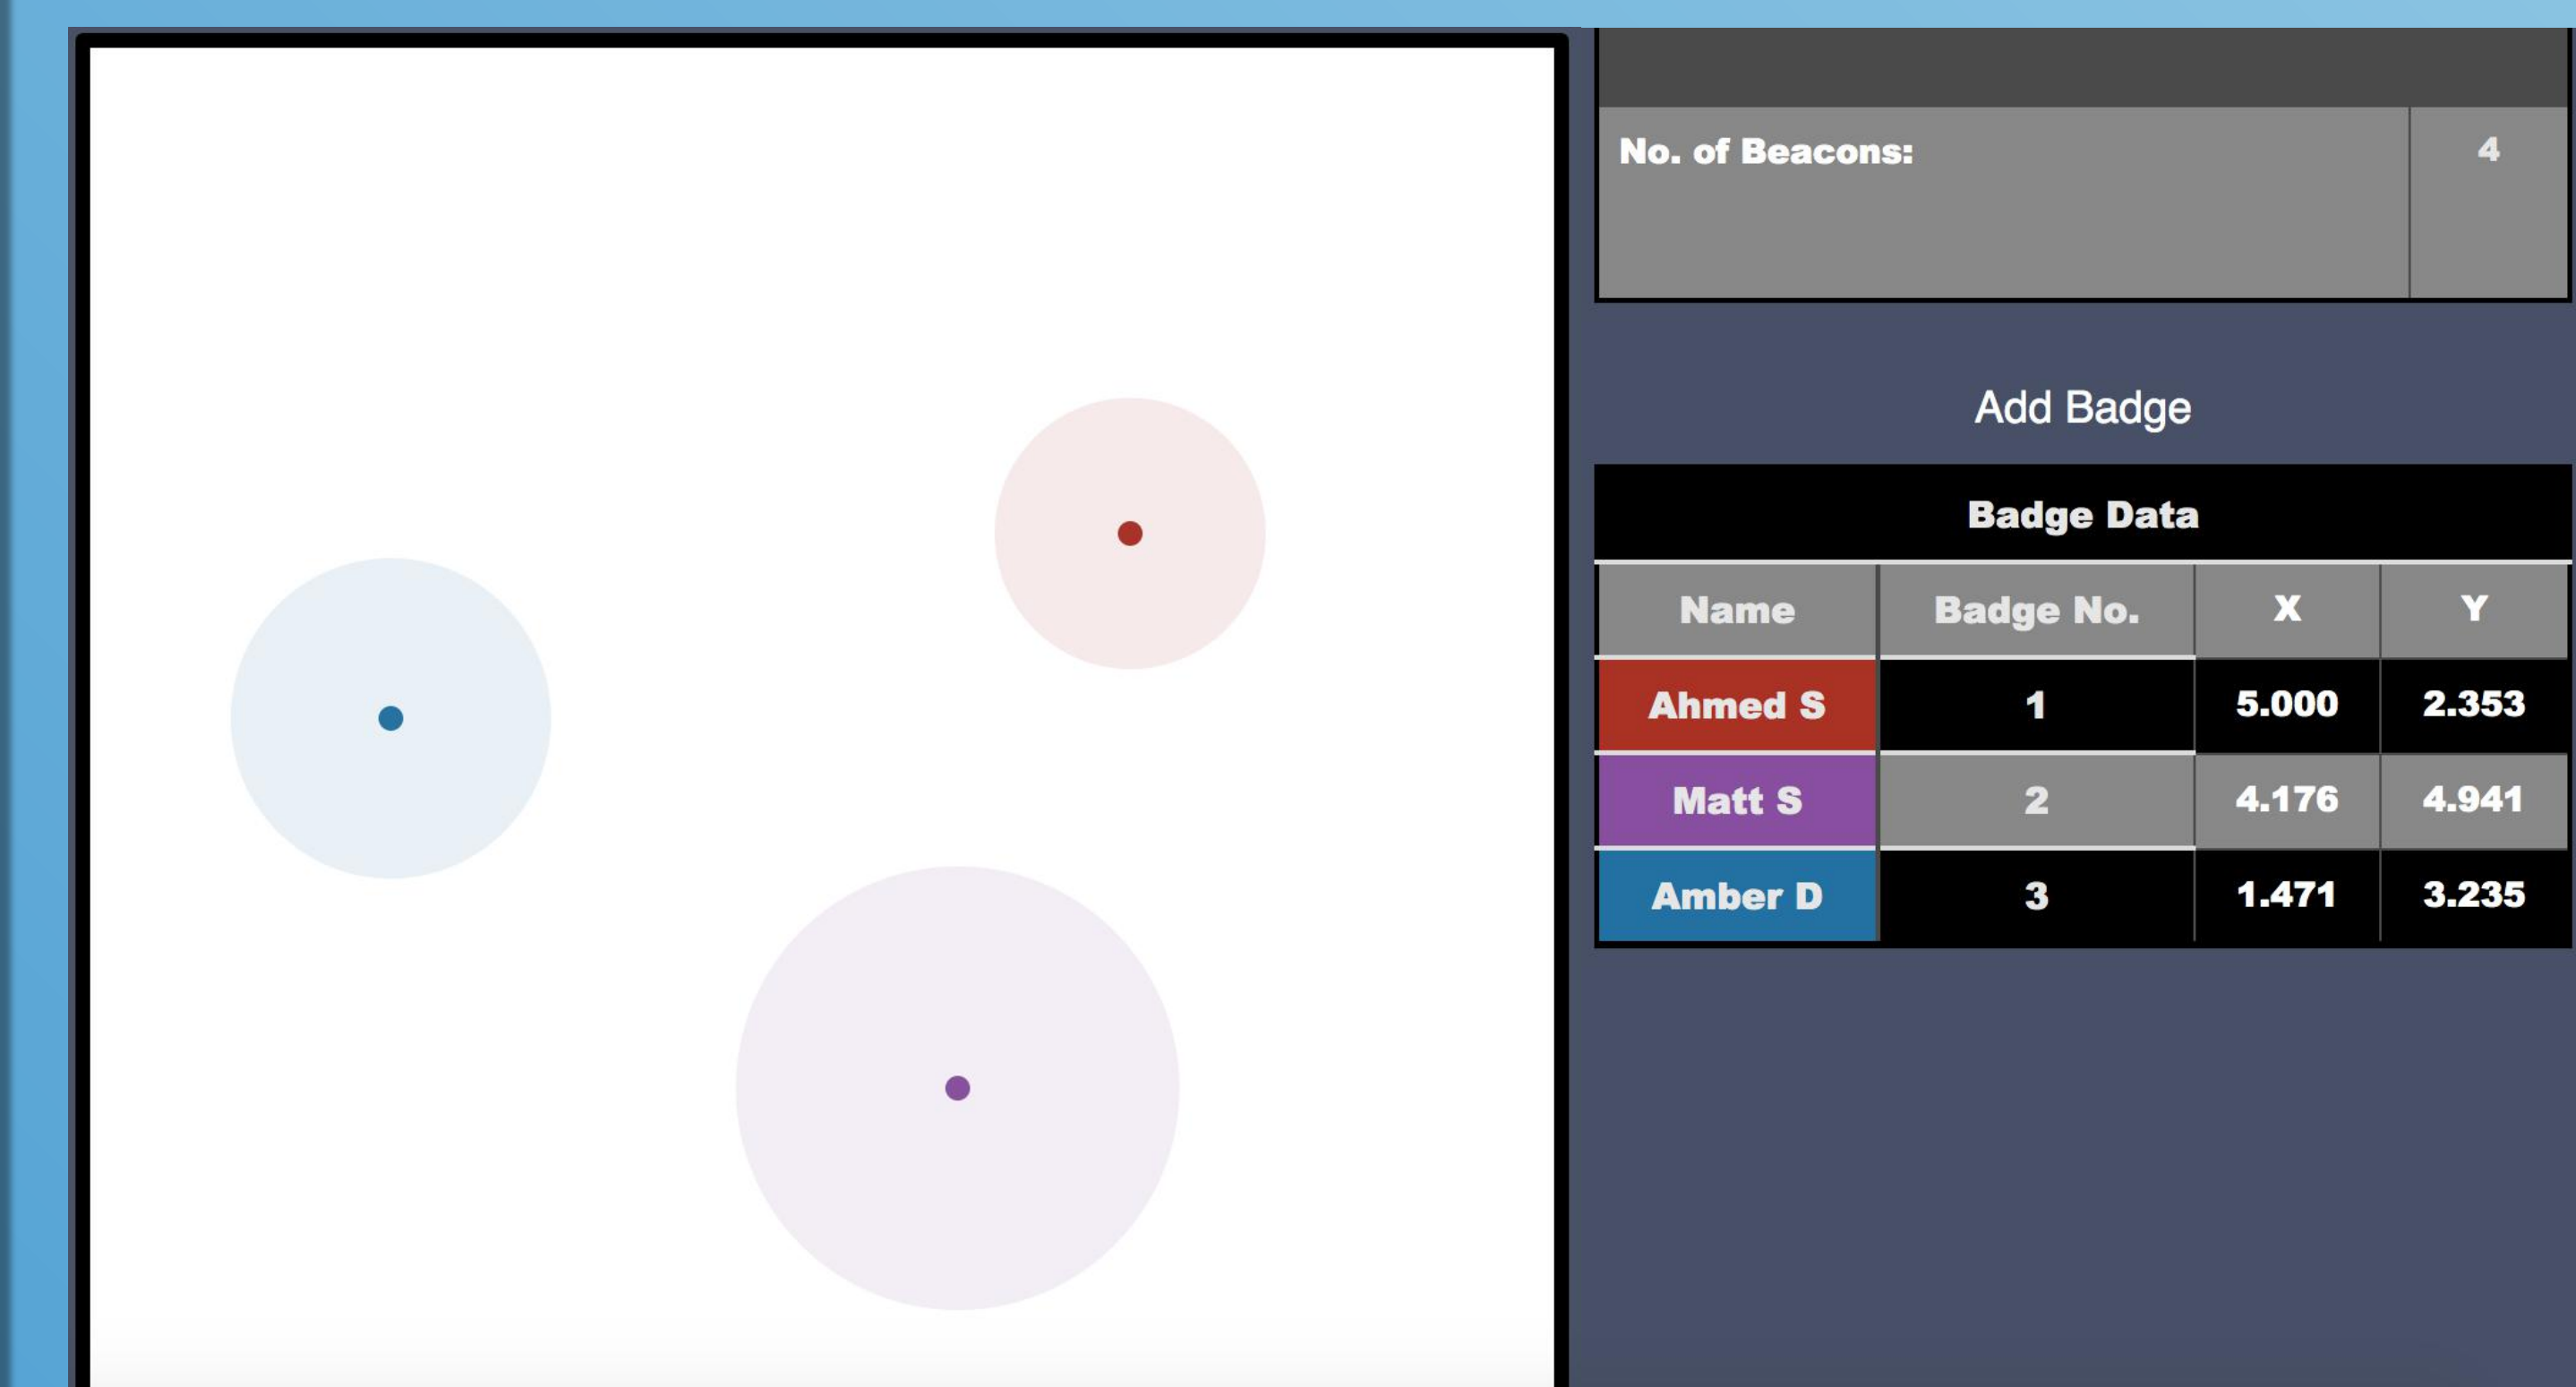 No. of Beacons: 4
Add Badge
Badge Data
Name Badge No. X Y
Ahmed S 1 5.000 2.353
Matt S 2 4.176 4.941
Amber D 3 1.471 3.235